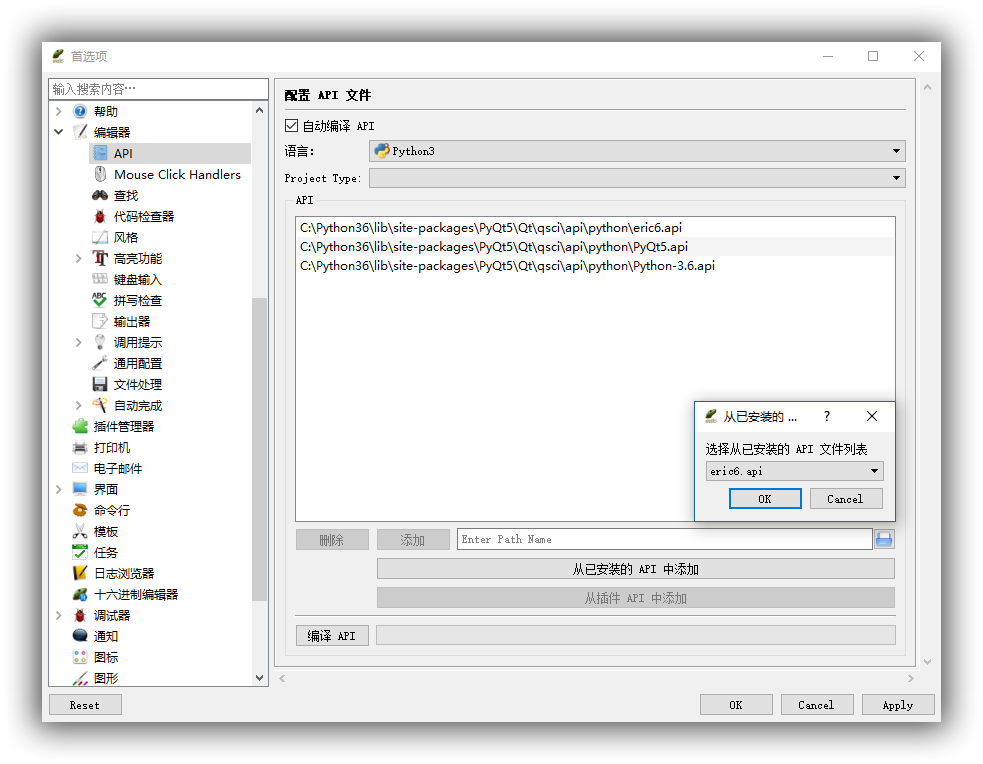 首选项
输入搜索内容…
帮助
编辑器
API
Mouse Click Handlers
查找
代码检查器
风格
高亮功能
键盘输入
ABC
拼写检查
输出器
调用提示
通用配置
文件处理
自动完成
插件管理器
打印机
电子邮件
界面
命令行
模板
任务
日志浏览器
十六进制编辑器
调试器
通知
图标
图形
Reset
配置 API 文件
自动编译 API
语言:
Python3
Project Type:
API
C:\Python36\lib\site-packages\PyQt5\Qt\qsci\api\python\eric6.api
C:\Python36\lib\site-packages\PyQt5\Qt\qsci\api\python\PyQt5.api
C:\Python36\lib\site-packages\PyQt5\Qt\qsci\api\python\Python-3.6.api
从已安装的 ...
?
选择从已安装的 API 文件列表
eric6.api
OK Cancel
删除 添加 Enter Path Name
从已安装的 API 中添加
从插件 API 中添加
编译 API
OK Cancel Apply